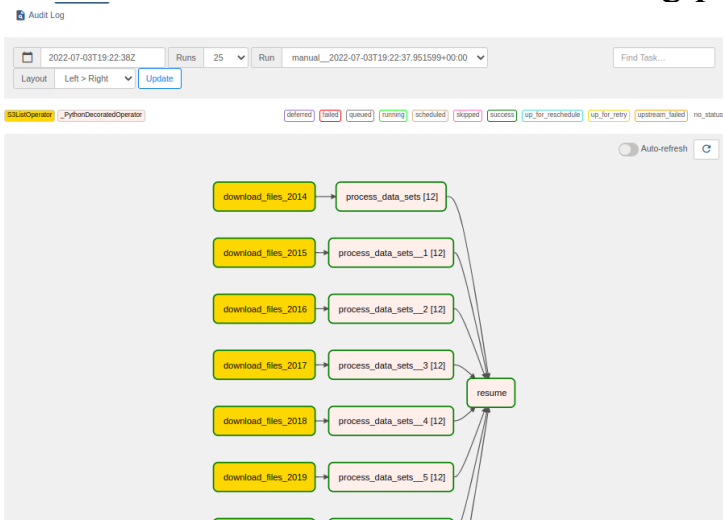 Audit Log
2022-07-03T19:22:38Z Runs 25 Run manual__2022-07-03T19:22:37.951599+00:00 Find Task...
Layout Left > Right Update
S3ListOperator _PythonDecoratedOperator deferred failed queued running scheduled skipped success up_for_reschedule up_for_retry upstream_failed no_status
Auto-refresh
download_files_2014 process_data_sets [12]
download_files_2015 process_data_sets__1 [12]
download_files_2016 process_data_sets__2 [12]
download_files_2017 process_data_sets__3 [12]
resume
download_files_2018 process_data_sets__4 [12]
download_files_2019 process_data_sets__5 [12]